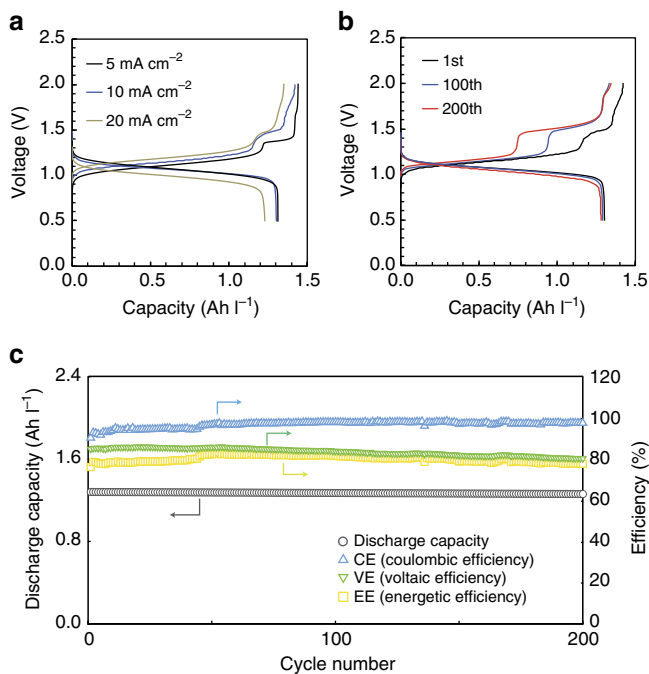 a
2.5
2.0
1.5
1.0
0.5
0.0
Voltage (V)
5 mA cm−2
10 mA cm−2
20 mA cm−2
0.0 0.5 1.0 1.5
Capacity (Ah l−1)
b
2.5
2.0
1.5
1.0
0.5
0.0
Voltage (V)
1st
100th
200th
0.0 0.5 1.0 1.5
Capacity (Ah l−1)
c
2.4
1.6
0.8
0.0
Discharge capacity (Ah l−1)
120
100
80
60
40
20
0
Efficiency (%)
Discharge capacity
CE (coulombic efficiency)
VE (voltaic efficiency)
EE (energetic efficiency)
0 100 200
Cycle number